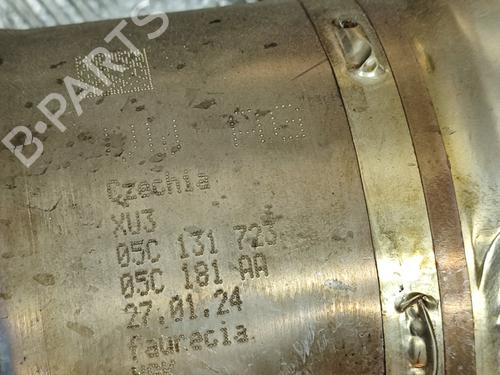 B-PARTS
Czechia
XU3
05C 131 723
05C 181 AA
27.01.24
faurecia